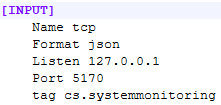 [INPUT]
Name tcp
Format json
Listen 127.0.0.1
Port 5170
tag cs.systemmonitoring